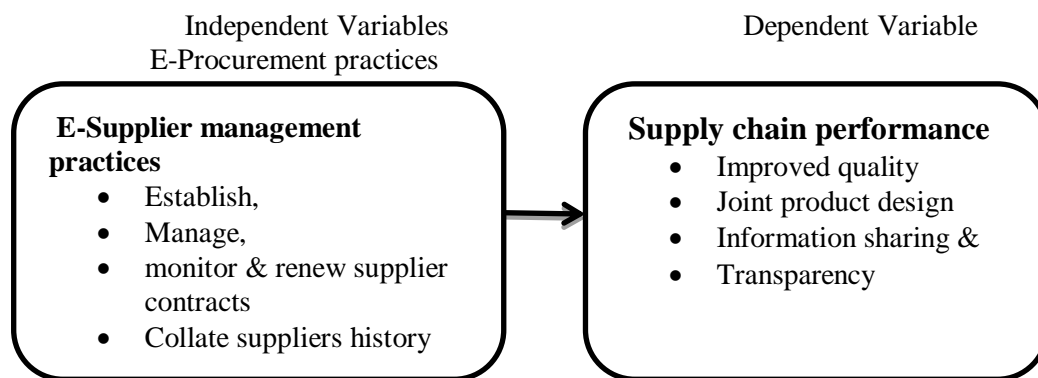 Independent Variables
E-Procurement practices
Dependent Variable
E-Supplier management
practices
• Establish,
• Manage,
• monitor & renew supplier
contracts
• Collate suppliers history
Supply chain performance
• Improved quality
• Joint product design
• Information sharing &
• Transparency